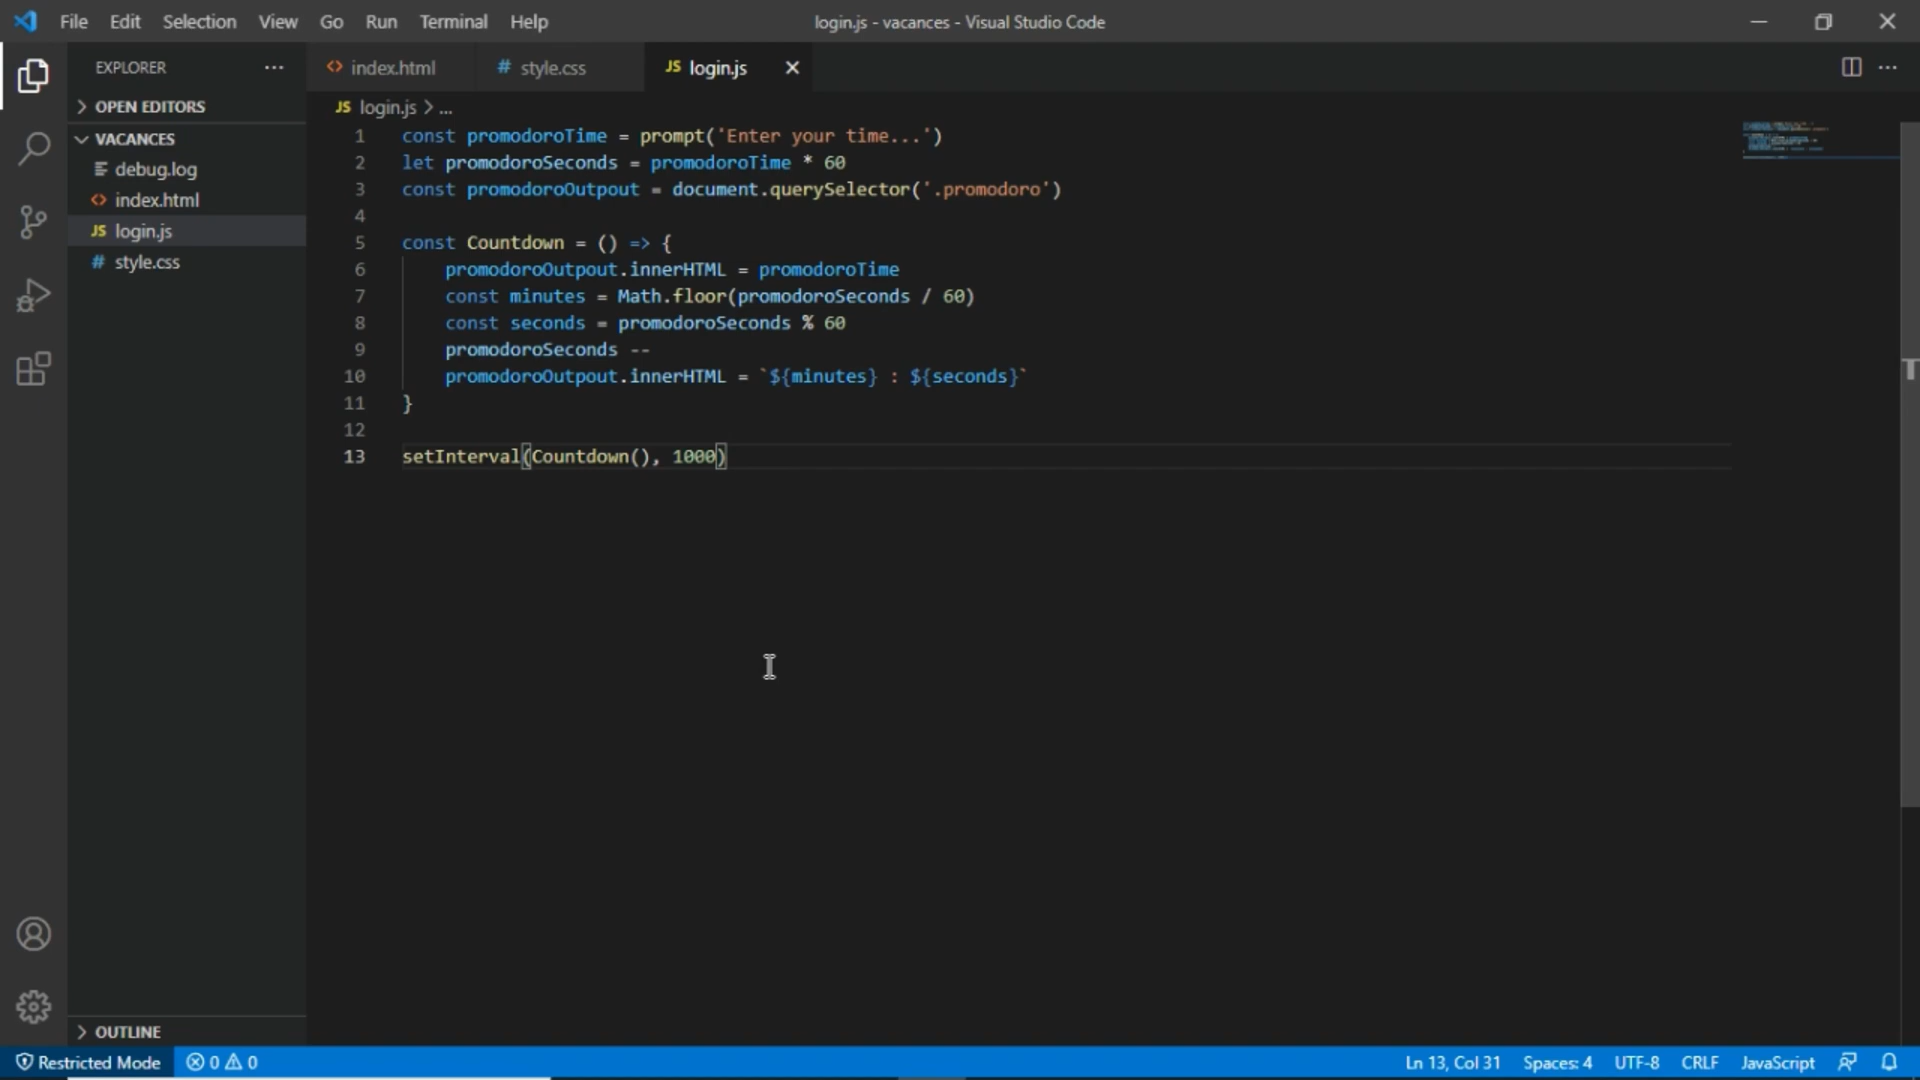 File Edit Selection View Go Run Terminal Help
login.js - vacances - Visual Studio Code
EXPLORER
OPEN EDITORS
VACANCES
debug.log
index.html
login.js
style.css
OUTLINE
index.html style.css JS login.js
JS login.js > ...
1 const promodoroTime = prompt('Enter your time...')
2 let promodoroSeconds = promodoroTime * 60
3 const promodoroOutpout = document.querySelector('.promodoro')
4
5 const Countdown = () => {
6 promodoroOutpout.innerHTML = promodoroTime
7 const minutes = Math.floor(promodoroSeconds / 60)
8 const seconds = promodoroSeconds % 60
9 promodoroSeconds --
10 promodoroOutpout.innerHTML = `${minutes} : ${seconds}`
11 }
12
13 setInterval(Countdown(), 1000)
Restricted Mode 0 0 Ln 13, Col 31 Spaces: 4 UTF-8 CRLF JavaScript